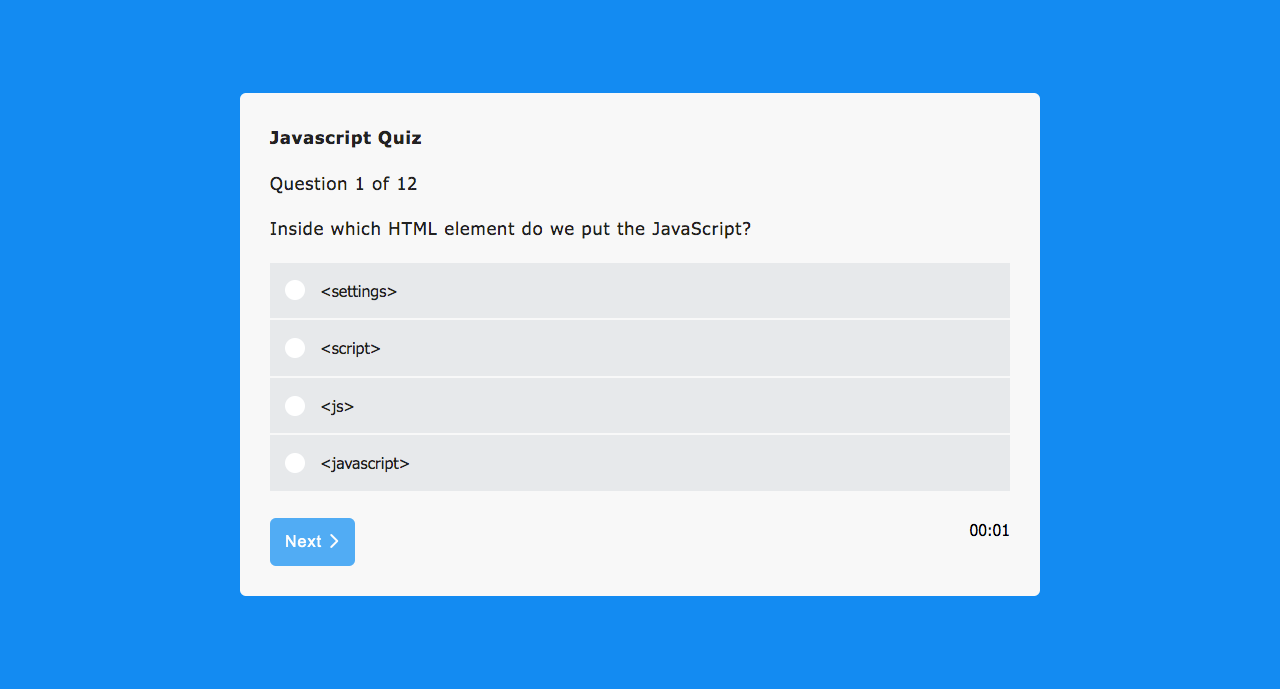 Javascript Quiz
Question 1 of 12
Inside which HTML element do we put the JavaScript?
<settings>
<script>
<js>
<javascript>
Next
00:01